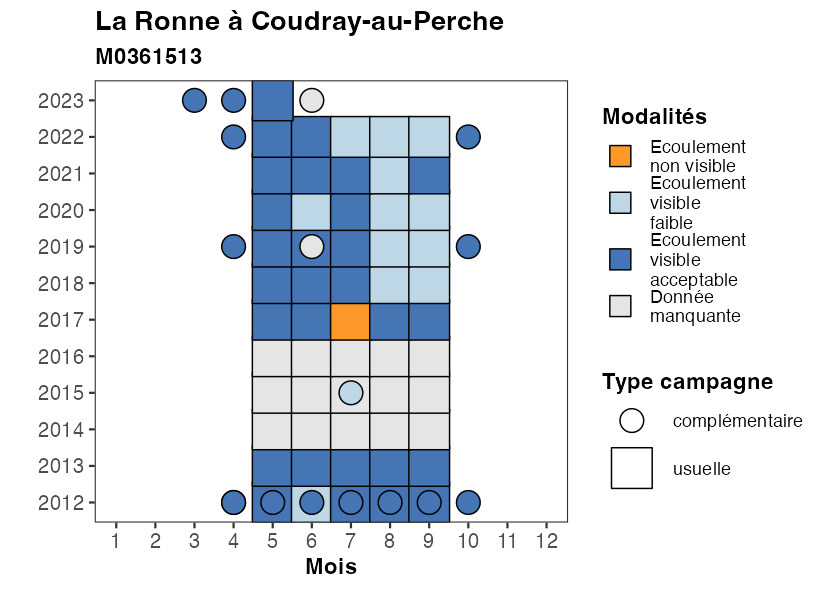 La Ronne à Coudray-au-Perche
M0361513
2023
2022
2021
2020
2019
2018
2017
2016
2015
2014
2013
2012
1 2 3 4 5 6 7 8 9 10 11 12
Mois
Modalités
Ecoulement
non visible
Ecoulement
visible
faible
Ecoulement
visible
acceptable
Donnée
manquante
Type campagne
complémentaire
usuelle